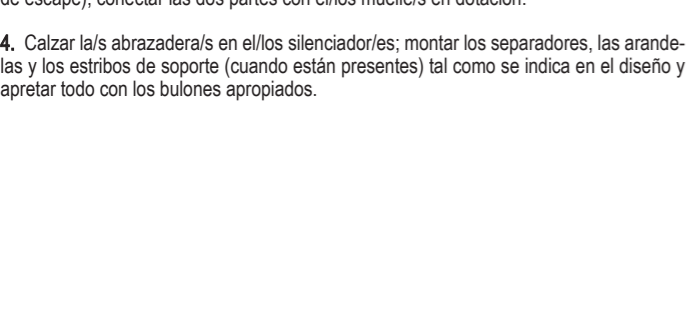 de escape), conectar las dos partes con el/los muelle/s en dotación.
4. Calzar la/s abrazadera/s en el/los silenciador/es; montar los separadores, las arande-
las y los estribos de soporte (cuando están presentes) tal como se indica en el diseño y
apretar todo con los bulones apropiados.